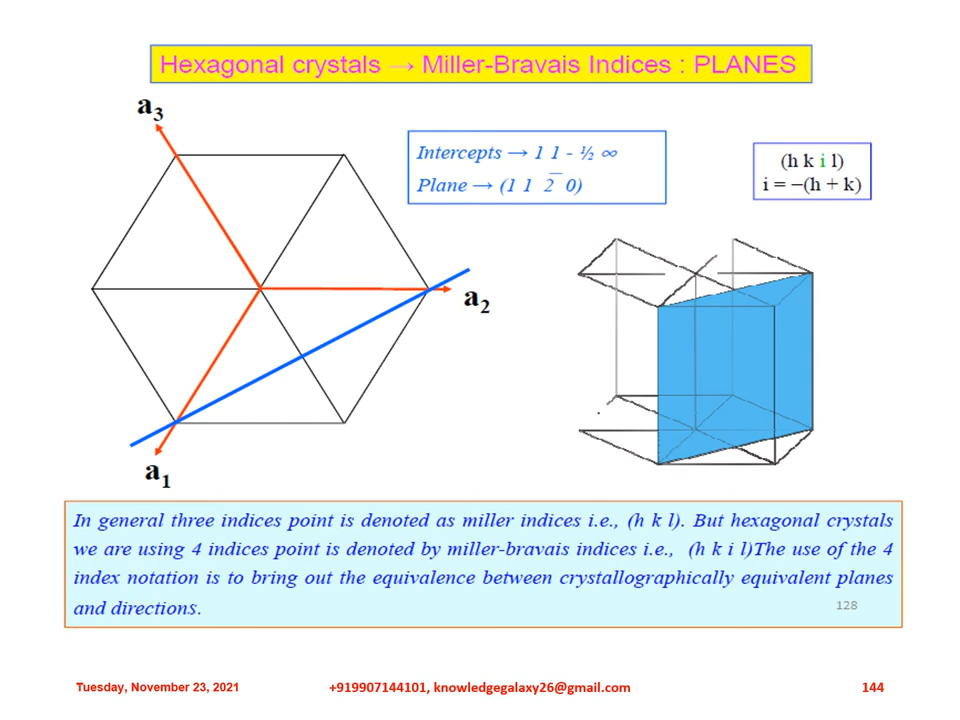 Hexagonal crystals → Miller-Bravais Indices : PLANES
a₃
Intercepts → 1 1 - ½ ∞
Plane → (1 1 2̅ 0)
(h k i l)
i = −(h + k)
a₂
a₁
In general three indices point is denoted as miller indices i.e., (h k l). But hexagonal crystals
we are using 4 indices point is denoted by miller-bravais indices i.e., (h k i l)The use of the 4
index notation is to bring out the equivalence between crystallographically equivalent planes
and directions.
128
Tuesday, November 23, 2021
+919907144101, knowledgegalaxy26@gmail.com
144